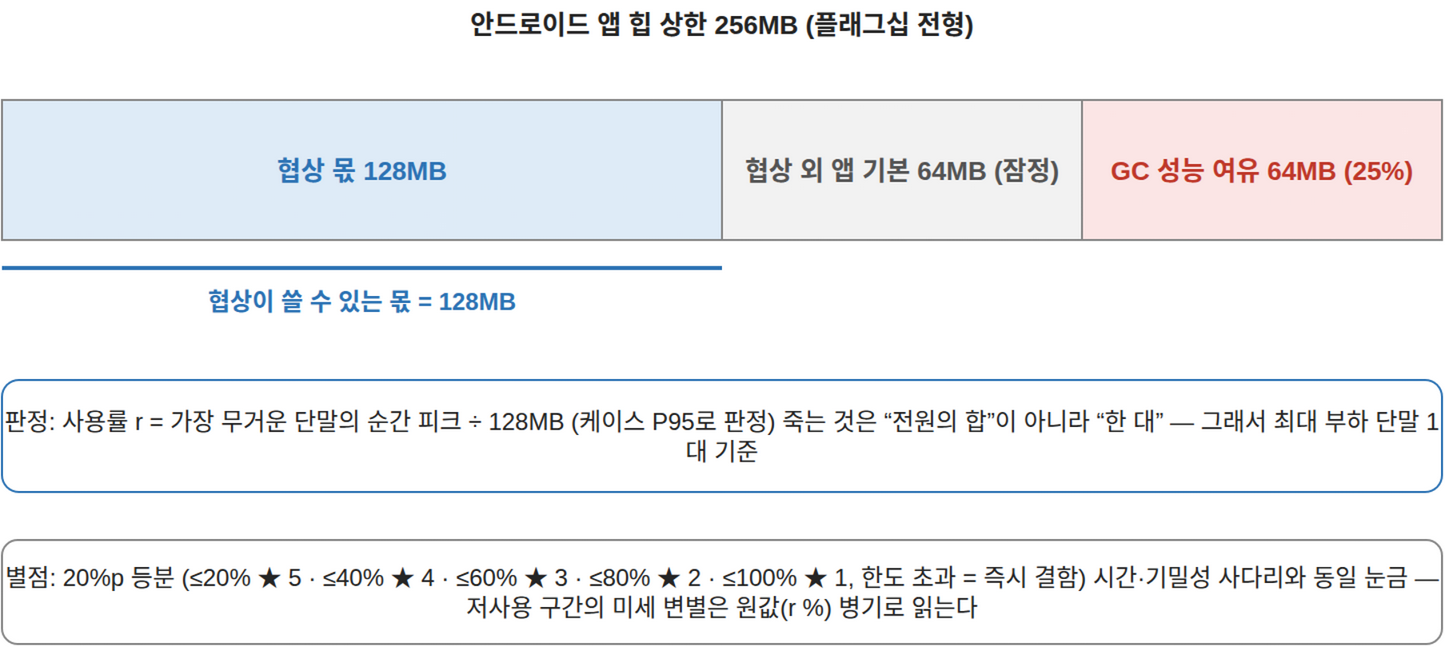 안드로이드 앱 힙 상한 256MB (플래그십 전형)
협상 몫 128MB
협상 외 앱 기본 64MB (잠정)
GC 성능 여유 64MB (25%)
협상이 쓸 수 있는 몫 = 128MB
판정: 사용률 r = 가장 무거운 단말의 순간 피크 ÷ 128MB (케이스 P95로 판정) 죽는 것은 “전원의 합”이 아니라 “한 대” — 그래서 최대 부하 단말 1
대 기준
별점: 20%p 등분 (≤20% ★ 5 · ≤40% ★ 4 · ≤60% ★ 3 · ≤80% ★ 2 · ≤100% ★ 1, 한도 초과 = 즉시 결함) 시간·기밀성 사다리와 동일 눈금 —
저사용 구간의 미세 변별은 원값(r %) 병기로 읽는다